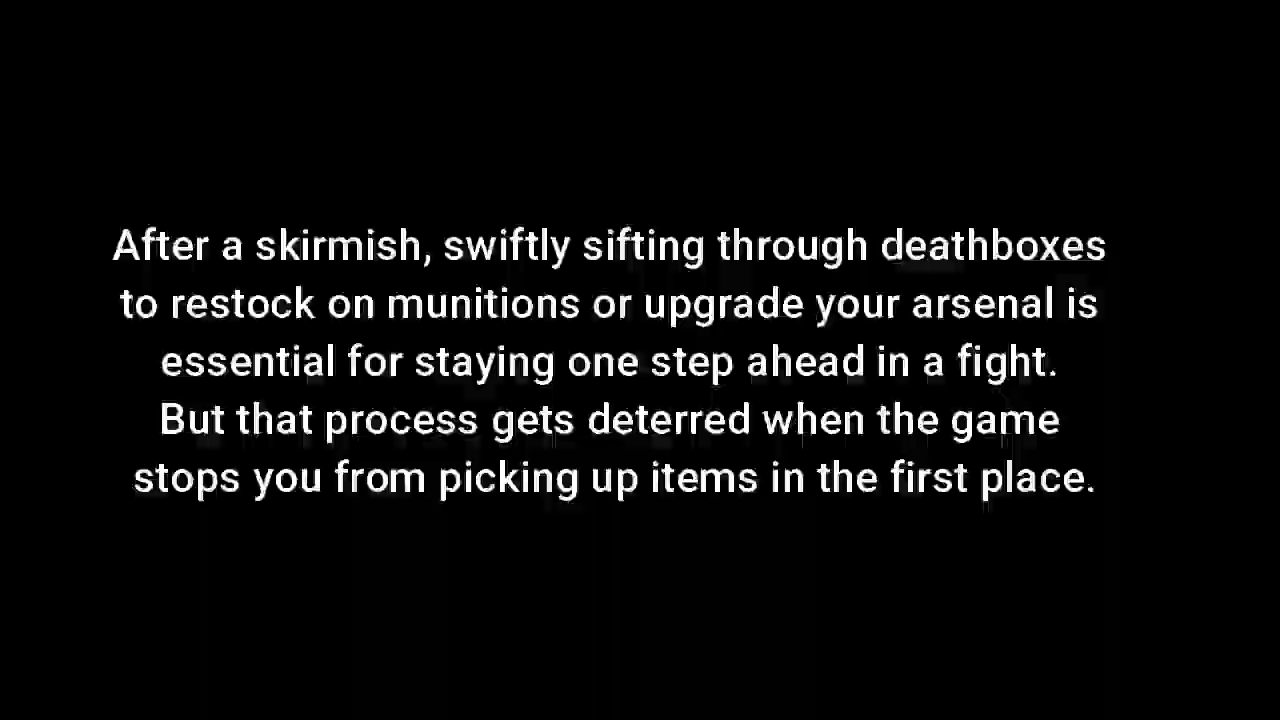 After a skirmish, swiftly sifting through deathboxes
to restock on munitions or upgrade your arsenal is
essential for staying one step ahead in a fight.
But that process gets deterred when the game
stops you from picking up items in the first place.